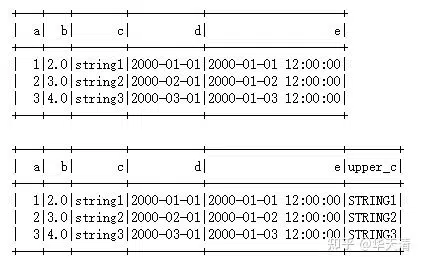 | a| b| c| d| e|
| 1|2.0|string1|2000-01-01|2000-01-01 12:00:00|
| 2|3.0|string2|2000-02-01|2000-01-02 12:00:00|
| 3|4.0|string3|2000-03-01|2000-01-03 12:00:00|
| a| b| c| d| e|upper_c|
| 1|2.0|string1|2000-01-01|2000-01-01 12:00:00|STRING1|
| 2|3.0|string2|2000-02-01|2000-01-02 12:00:00|STRING2|
| 3|4.0|string3|2000-03-01|2000-01-03 12:00:00|STRING3|
知乎